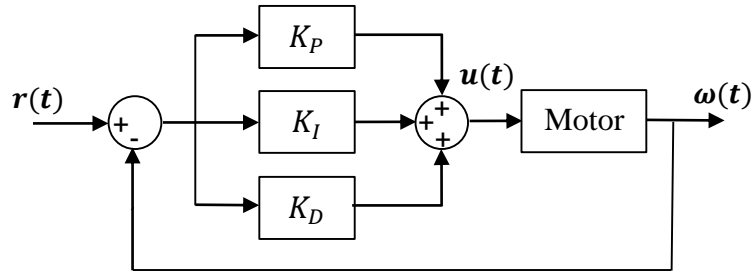 K_P
r(t)
+
-
K_I
+
+
+
u(t)
Motor
ω(t)
K_D